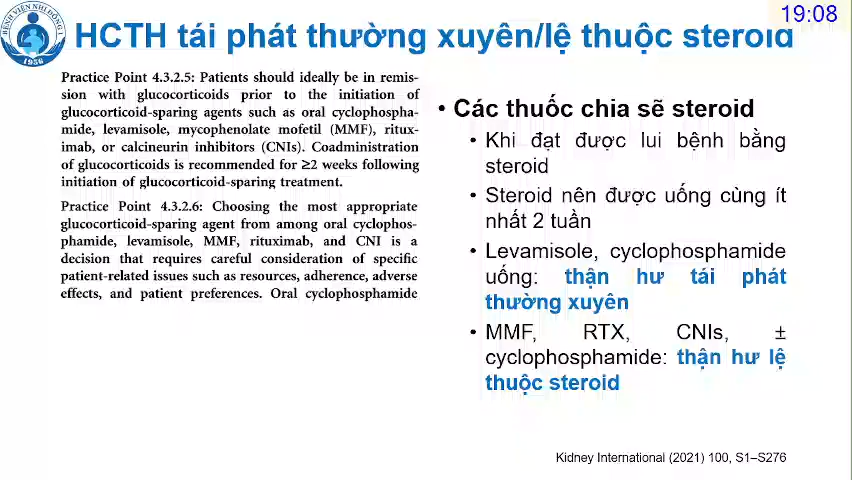 BỆNH VIỆN NHI ĐỒNG 1
1956
19:08
HCTH tái phát thường xuyên/lệ thuộc steroid
Practice Point 4.3.2.5: Patients should ideally be in remis-
sion with glucocorticoids prior to the initiation of
glucocorticoid-sparing agents such as oral cyclophospha-
mide, levamisole, mycophenolate mofetil (MMF), ritux-
imab, or calcineurin inhibitors (CNIs). Coadministration
of glucocorticoids is recommended for ≥2 weeks following
initiation of glucocorticoid-sparing treatment.
Practice Point 4.3.2.6: Choosing the most appropriate
glucocorticoid-sparing agent from among oral cyclophos-
phamide, levamisole, MMF, rituximab, and CNI is a
decision that requires careful consideration of specific
patient-related issues such as resources, adherence, adverse
effects, and patient preferences. Oral cyclophosphamide
• Các thuốc chia sẽ steroid
• Khi đạt được lui bệnh bằng
steroid
• Steroid nên được uống cùng ít
nhất 2 tuần
• Levamisole, cyclophosphamide
uống: thận hư tái phát
thường xuyên
• MMF, RTX, CNIs, ±
cyclophosphamide: thận hư lệ
thuộc steroid
Kidney International (2021) 100, S1–S276